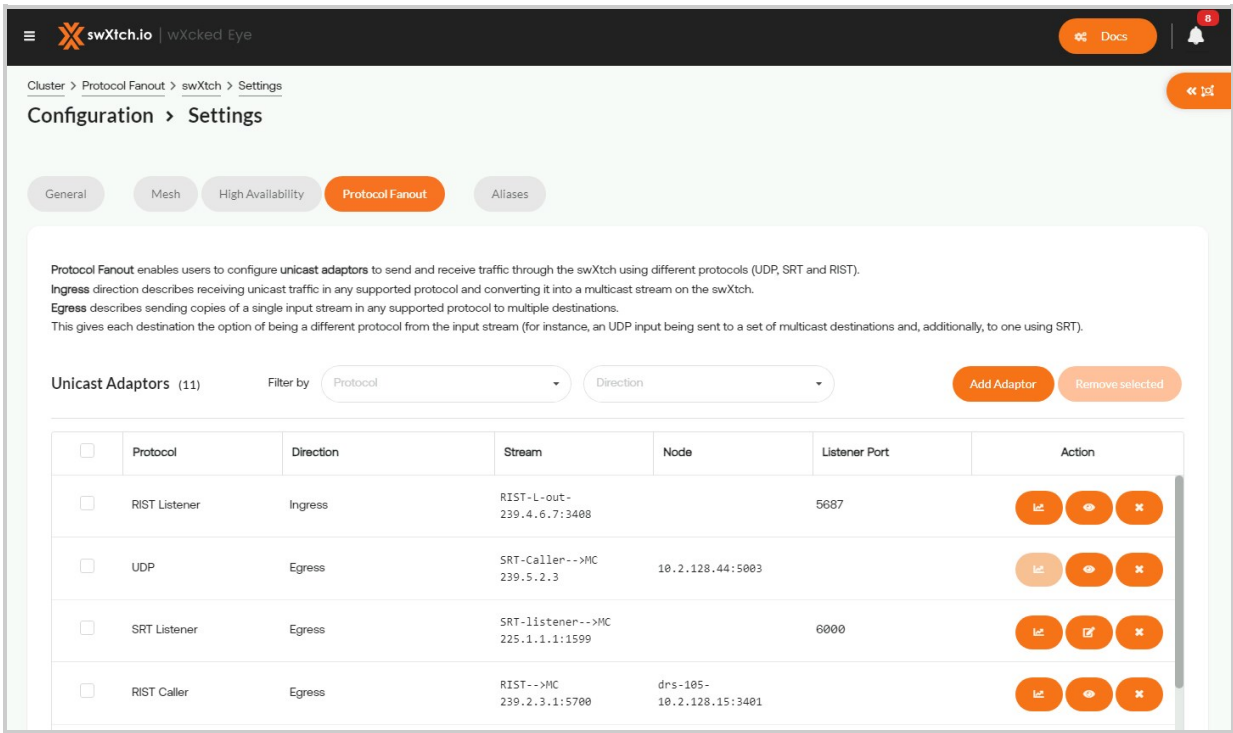 swXtch.io | wXcked Eye
Docs
8
Cluster > Protocol Fanout > swXtch > Settings
Configuration > Settings
General
Mesh
High Availability
Protocol Fanout
Aliases
Protocol Fanout enables users to configure unicast adaptors to send and receive traffic through the swXtch using different protocols (UDP, SRT and RIST).
Ingress direction describes receiving unicast traffic in any supported protocol and converting it into a multicast stream on the swXtch.
Egress describes sending copies of a single input stream in any supported protocol to multiple destinations.
This gives each destination the option of being a different protocol from the input stream (for instance, an UDP input being sent to a set of multicast destinations and, additionally, to one using SRT).
Unicast Adaptors (11)
Filter by
Protocol
Direction
Add Adaptor
Remove selected
Protocol
Direction
Stream
Node
Listener Port
Action
RIST Listener
Ingress
RIST-L-out-
239.4.6.7:3408
5687
UDP
Egress
SRT-Caller-->MC
239.5.2.3
10.2.128.44:5003
SRT Listener
Egress
SRT-listener-->MC
225.1.1.1:1599
6000
RIST Caller
Egress
RIST-->MC
239.2.3.1:5700
drs-105-
10.2.128.15:3401